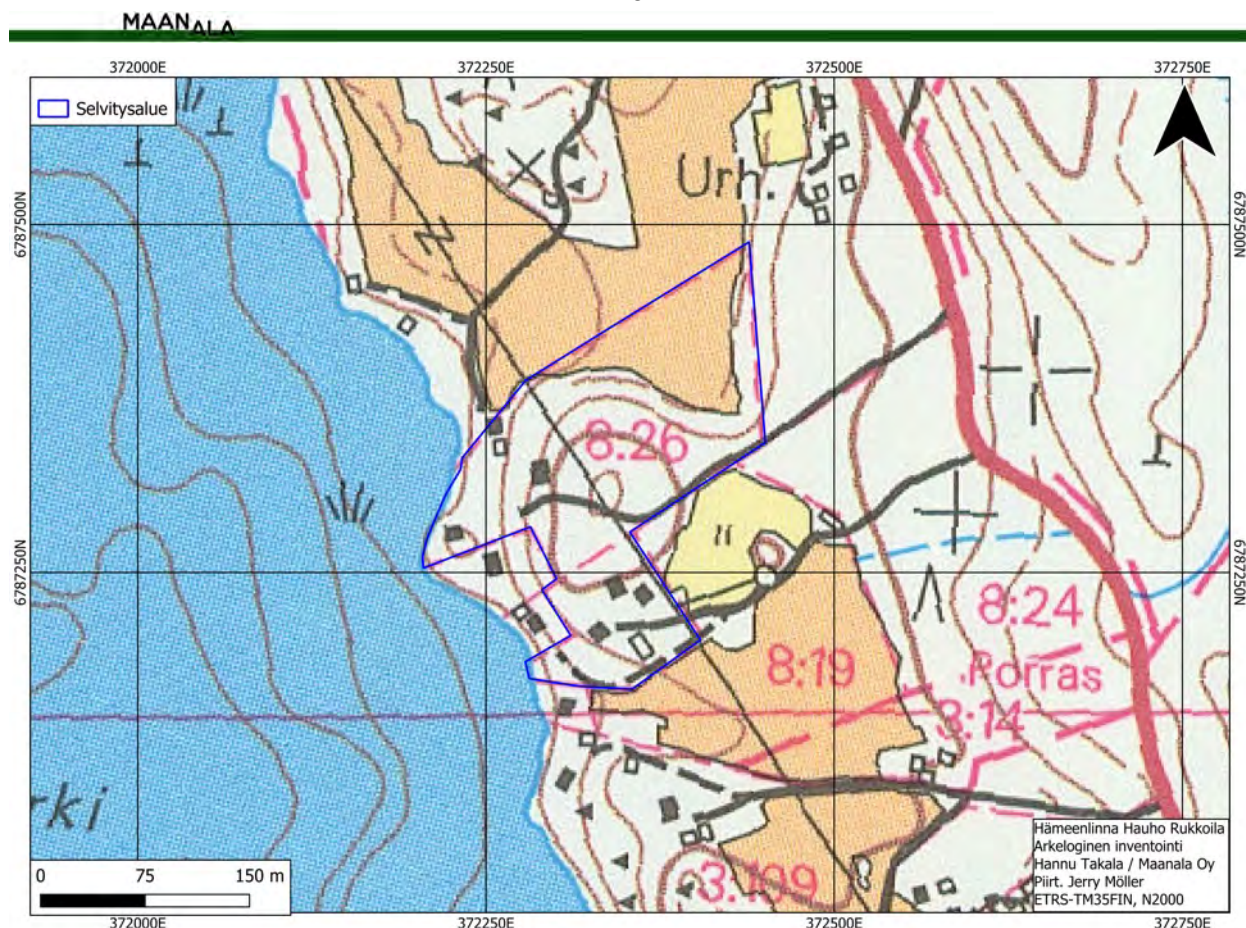 MAANALA
372000E
372250E
372500E
372750E
Selvitysalue
Urh.
6787500N
6787500N
8:26
6787250N
6787250N
8:24
8:19
Porras
3:14
rki
3:199
Hämeenlinna Hauho Rukkoila
Arkeloginen inventointi
Hannu Takala / Maanala Oy
Piirt. Jerry Möller
ETRS-TM35FIN, N2000
0 75 150 m
372000E
372250E
372500E
372750E